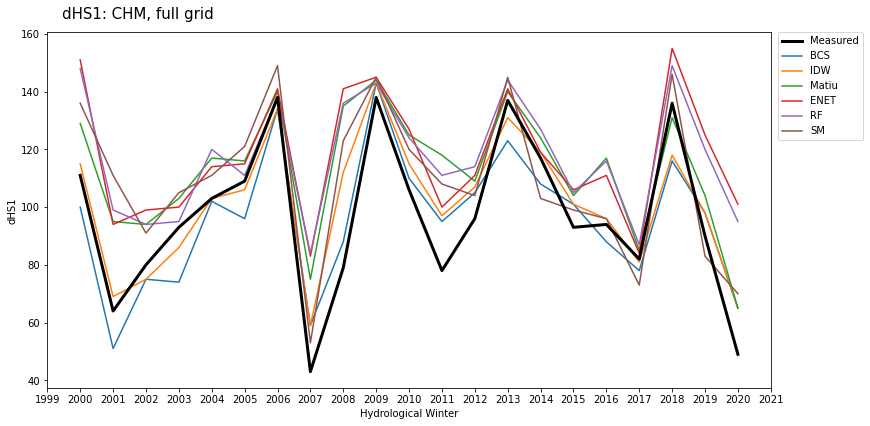 dHS1: CHM, full grid
160
140
120
100
80
60
40
dHS1
1999 2000 2001 2002 2003 2004 2005 2006 2007 2008 2009 2010 2011 2012 2013 2014 2015 2016 2017 2018 2019 2020 2021
Hydrological Winter
Measured
BCS
IDW
Matiu
ENET
RF
SM